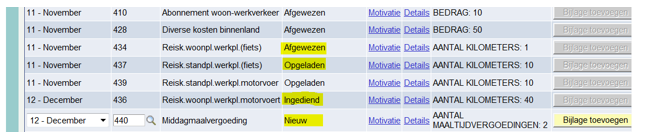 11 - November 410 Abonnement woon-werkverkeer Afgewezen Motivatie Details BEDRAG: 10 Bijlage toevoegen
11 - November 428 Diverse kosten binnenland Afgewezen Motivatie Details BEDRAG: 50 Bijlage toevoegen
11 - November 434 Reisk.woonpl.werkpl.(fiets) Afgewezen Motivatie Details AANTAL KILOMETERS: 1 Bijlage toevoegen
11 - November 437 Reisk.standpl.werkpl.(fiets) Opgeladen Motivatie Details AANTAL KILOMETERS: 10 Bijlage toevoegen
11 - November 439 Reisk.standpl.werkpl.motorvoer Opgeladen Motivatie Details AANTAL KILOMETERS: 10 Bijlage toevoegen
12 - December 436 Reisk.woonpl.werkpl.motorvoert Ingediend Motivatie Details AANTAL KILOMETERS: 40 Bijlage toevoegen
12 - December 440 Middagmaalvergoeding Nieuw Motivatie Details AANTAL
MAALTIJDVERGOEDINGEN: 2 Bijlage toevoegen